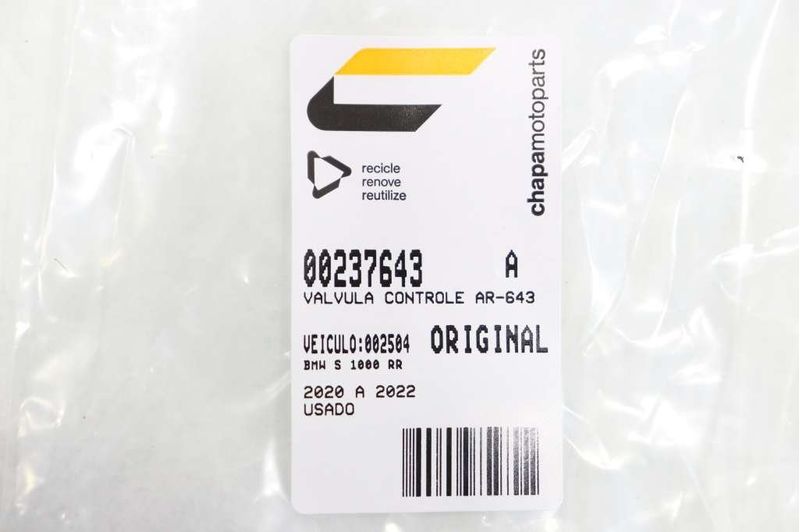 chapamotoparts
recicle
renove
reutilize
00237643 A
VALVULA CONTROLE AR-643
VEICULO:002504 ORIGINAL
BMW S 1000 RR
2020 A 2022
USADO